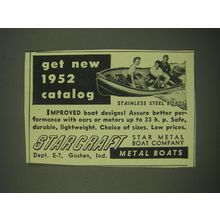 get new
1952
catalog
STAINLESS STEEL BOATS
IMPROVED boat designs! Assure better per-
formance with oars or motors up to 33 h. p. Safe,
durable, lightweight. Choice of sizes. Low prices.
STARCRAFT STAR METAL
BOAT COMPANY
Dept. E-7, Goshen, Ind. METAL BOATS